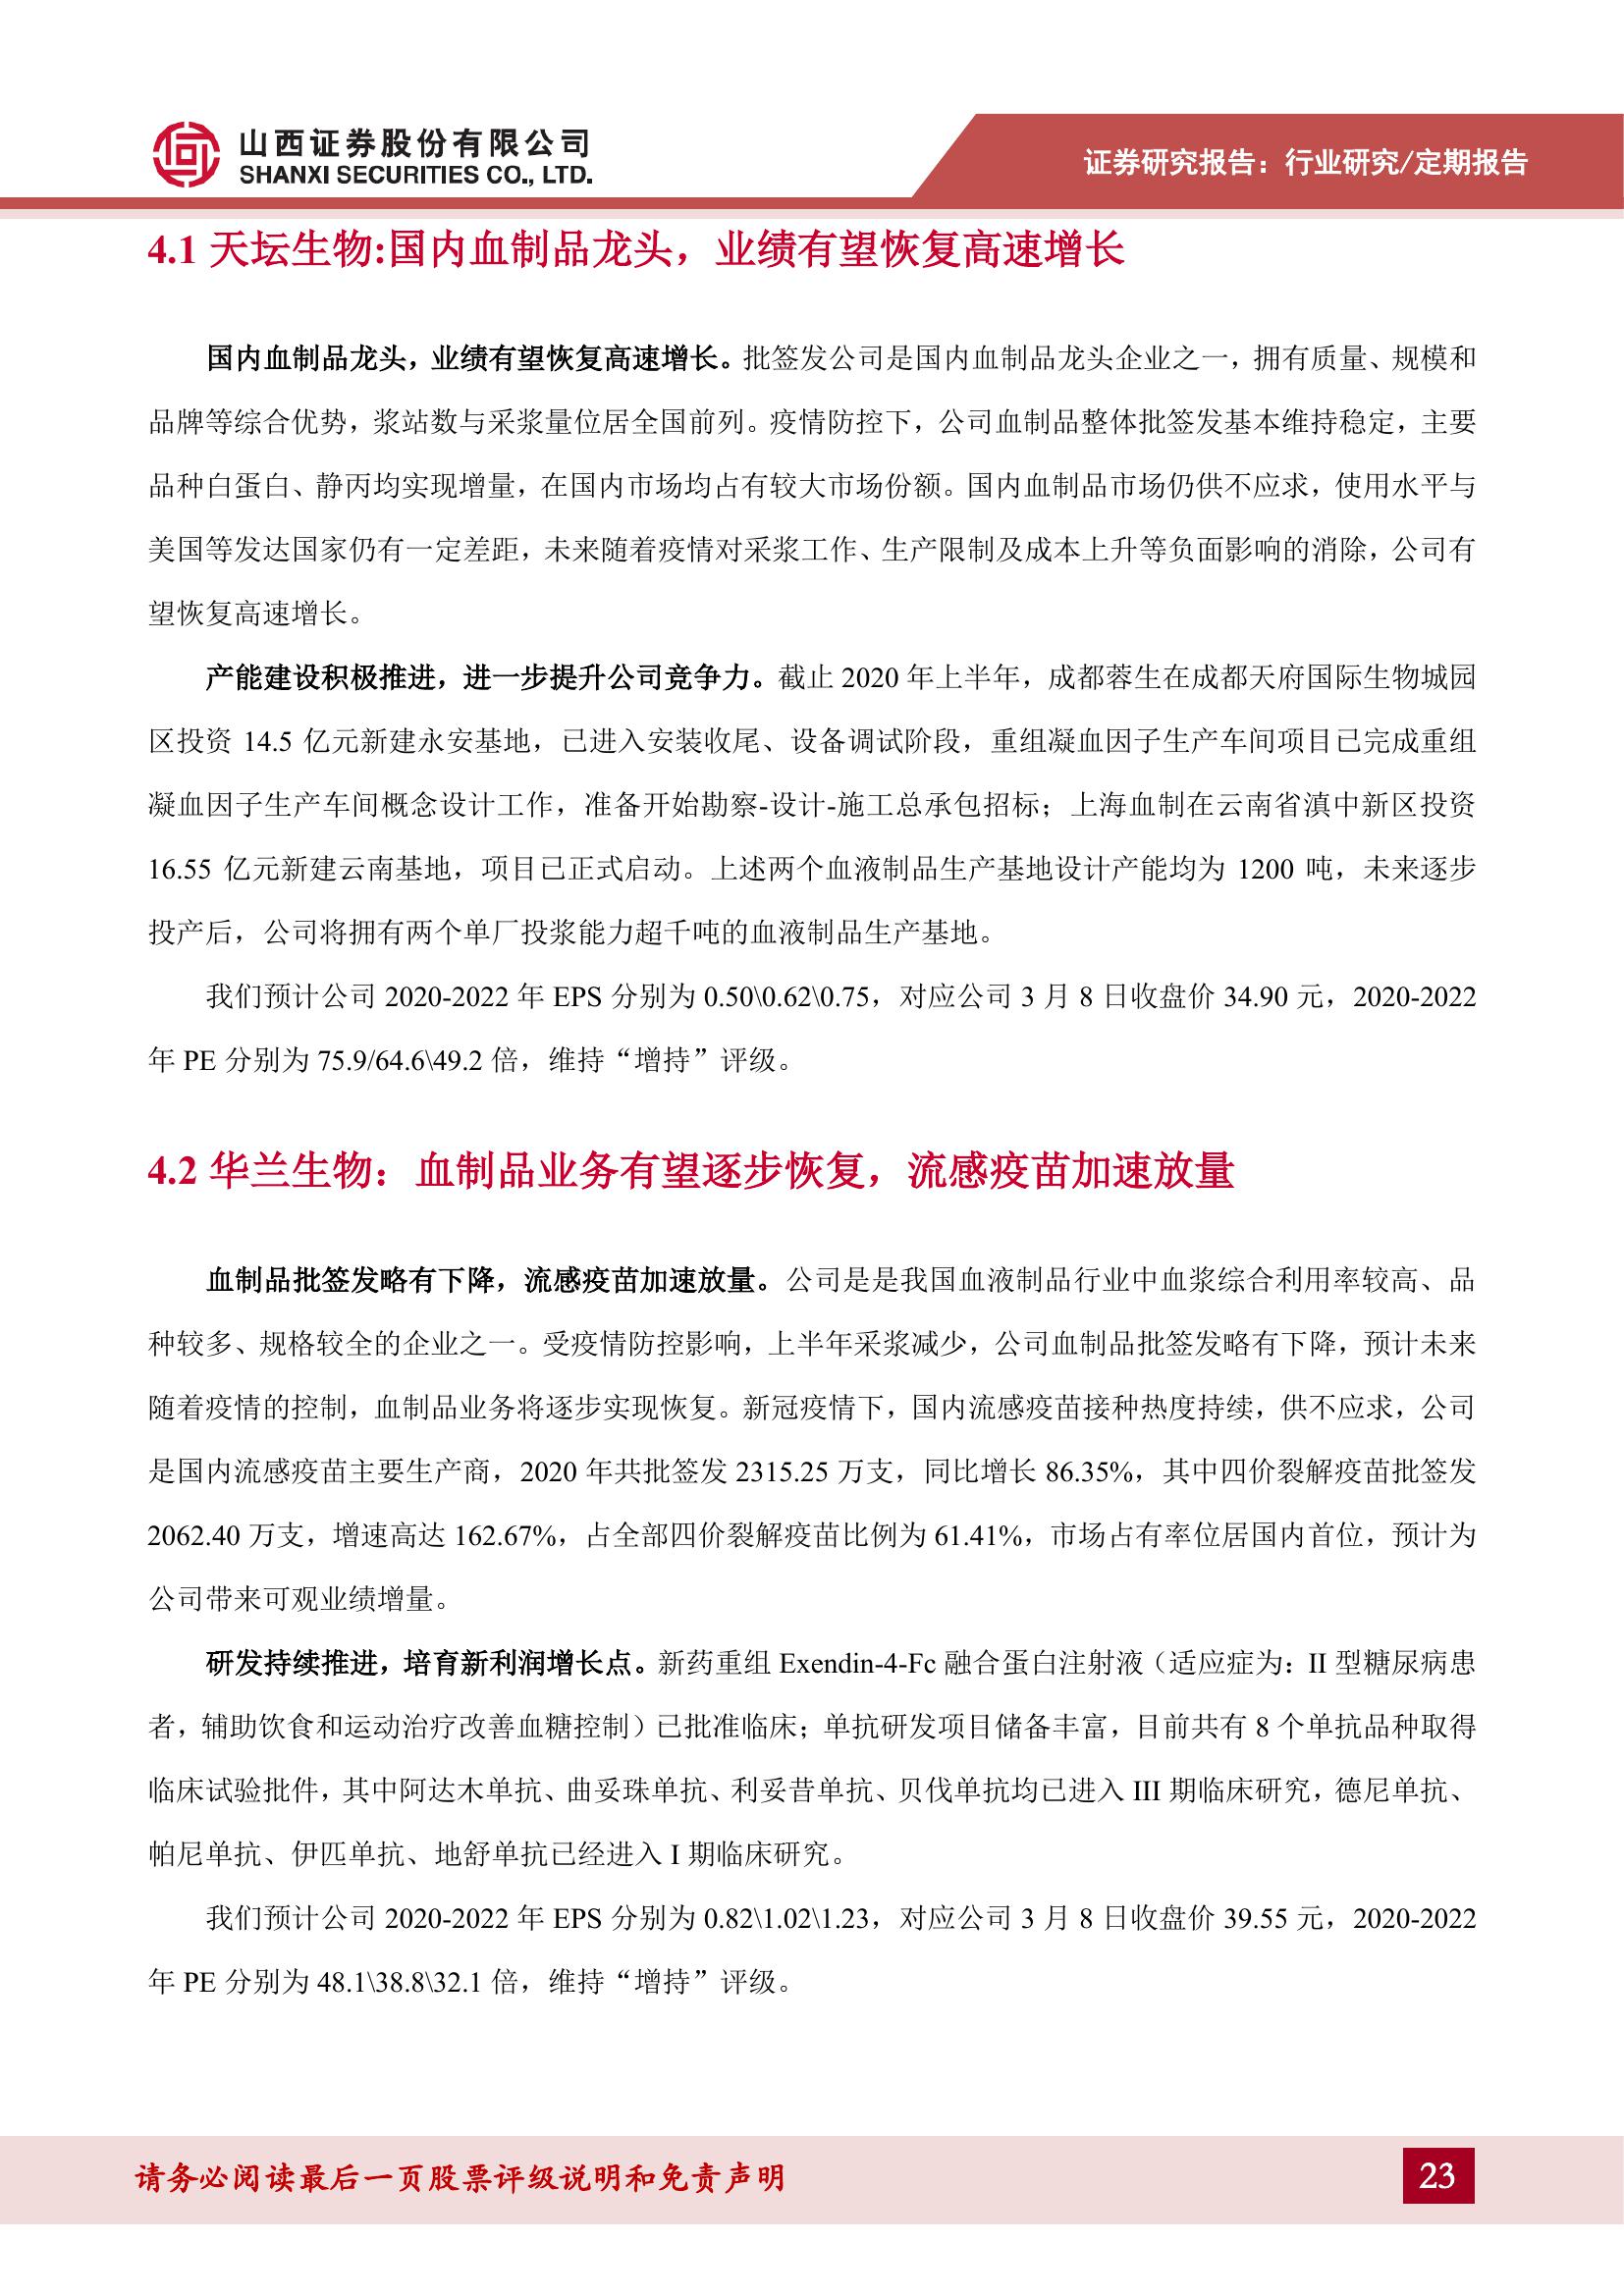 山西证券股份有限公司
SHANXI SECURITIES CO., LTD.
证券研究报告：行业研究/定期报告
4.1 天坛生物:国内血制品龙头，业绩有望恢复高速增长
国内血制品龙头，业绩有望恢复高速增长。批签发公司是国内血制品龙头企业之一，拥有质量、规模和
品牌等综合优势，浆站数与采浆量位居全国前列。疫情防控下，公司血制品整体批签发基本维持稳定，主要
品种白蛋白、静丙均实现增量，在国内市场均占有较大市场份额。国内血制品市场仍供不应求，使用水平与
美国等发达国家仍有一定差距，未来随着疫情对采浆工作、生产限制及成本上升等负面影响的消除，公司有
望恢复高速增长。
产能建设积极推进，进一步提升公司竞争力。截止 2020 年上半年，成都蓉生在成都天府国际生物城园
区投资 14.5 亿元新建永安基地，已进入安装收尾、设备调试阶段，重组凝血因子生产车间项目已完成重组
凝血因子生产车间概念设计工作，准备开始勘察-设计-施工总承包招标；上海血制在云南省滇中新区投资
16.55 亿元新建云南基地，项目已正式启动。上述两个血液制品生产基地设计产能均为 1200 吨，未来逐步
投产后，公司将拥有两个单厂投浆能力超千吨的血液制品生产基地。
我们预计公司 2020-2022 年 EPS 分别为 0.50\0.62\0.75，对应公司 3 月 8 日收盘价 34.90 元，2020-2022
年 PE 分别为 75.9/64.6\49.2 倍，维持“增持”评级。
4.2 华兰生物：血制品业务有望逐步恢复，流感疫苗加速放量
血制品批签发略有下降，流感疫苗加速放量。公司是是我国血液制品行业中血浆综合利用率较高、品
种较多、规格较全的企业之一。受疫情防控影响，上半年采浆减少，公司血制品批签发略有下降，预计未来
随着疫情的控制，血制品业务将逐步实现恢复。新冠疫情下，国内流感疫苗接种热度持续，供不应求，公司
是国内流感疫苗主要生产商，2020 年共批签发 2315.25 万支，同比增长 86.35%，其中四价裂解疫苗批签发
2062.40 万支，增速高达 162.67%，占全部四价裂解疫苗比例为 61.41%，市场占有率位居国内首位，预计为
公司带来可观业绩增量。
研发持续推进，培育新利润增长点。新药重组 Exendin-4-Fc 融合蛋白注射液（适应症为：II 型糖尿病患
者，辅助饮食和运动治疗改善血糖控制）已批准临床；单抗研发项目储备丰富，目前共有 8 个单抗品种取得
临床试验批件，其中阿达木单抗、曲妥珠单抗、利妥昔单抗、贝伐单抗均已进入 III 期临床研究，德尼单抗、
帕尼单抗、伊匹单抗、地舒单抗已经进入 I 期临床研究。
我们预计公司 2020-2022 年 EPS 分别为 0.82\1.02\1.23，对应公司 3 月 8 日收盘价 39.55 元，2020-2022
年 PE 分别为 48.1\38.8\32.1 倍，维持“增持”评级。
请务必阅读最后一页股票评级说明和免责声明
23